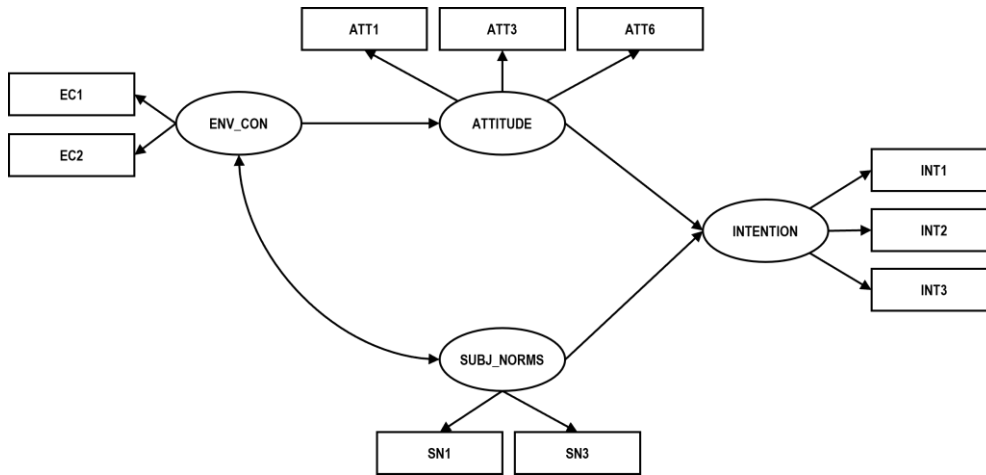 ATT1
ATT3
ATT6
EC1
EC2
ENV_CON
ATTITUDE
INT1
INT2
INT3
INTENTION
SUBJ_NORMS
SN1
SN3